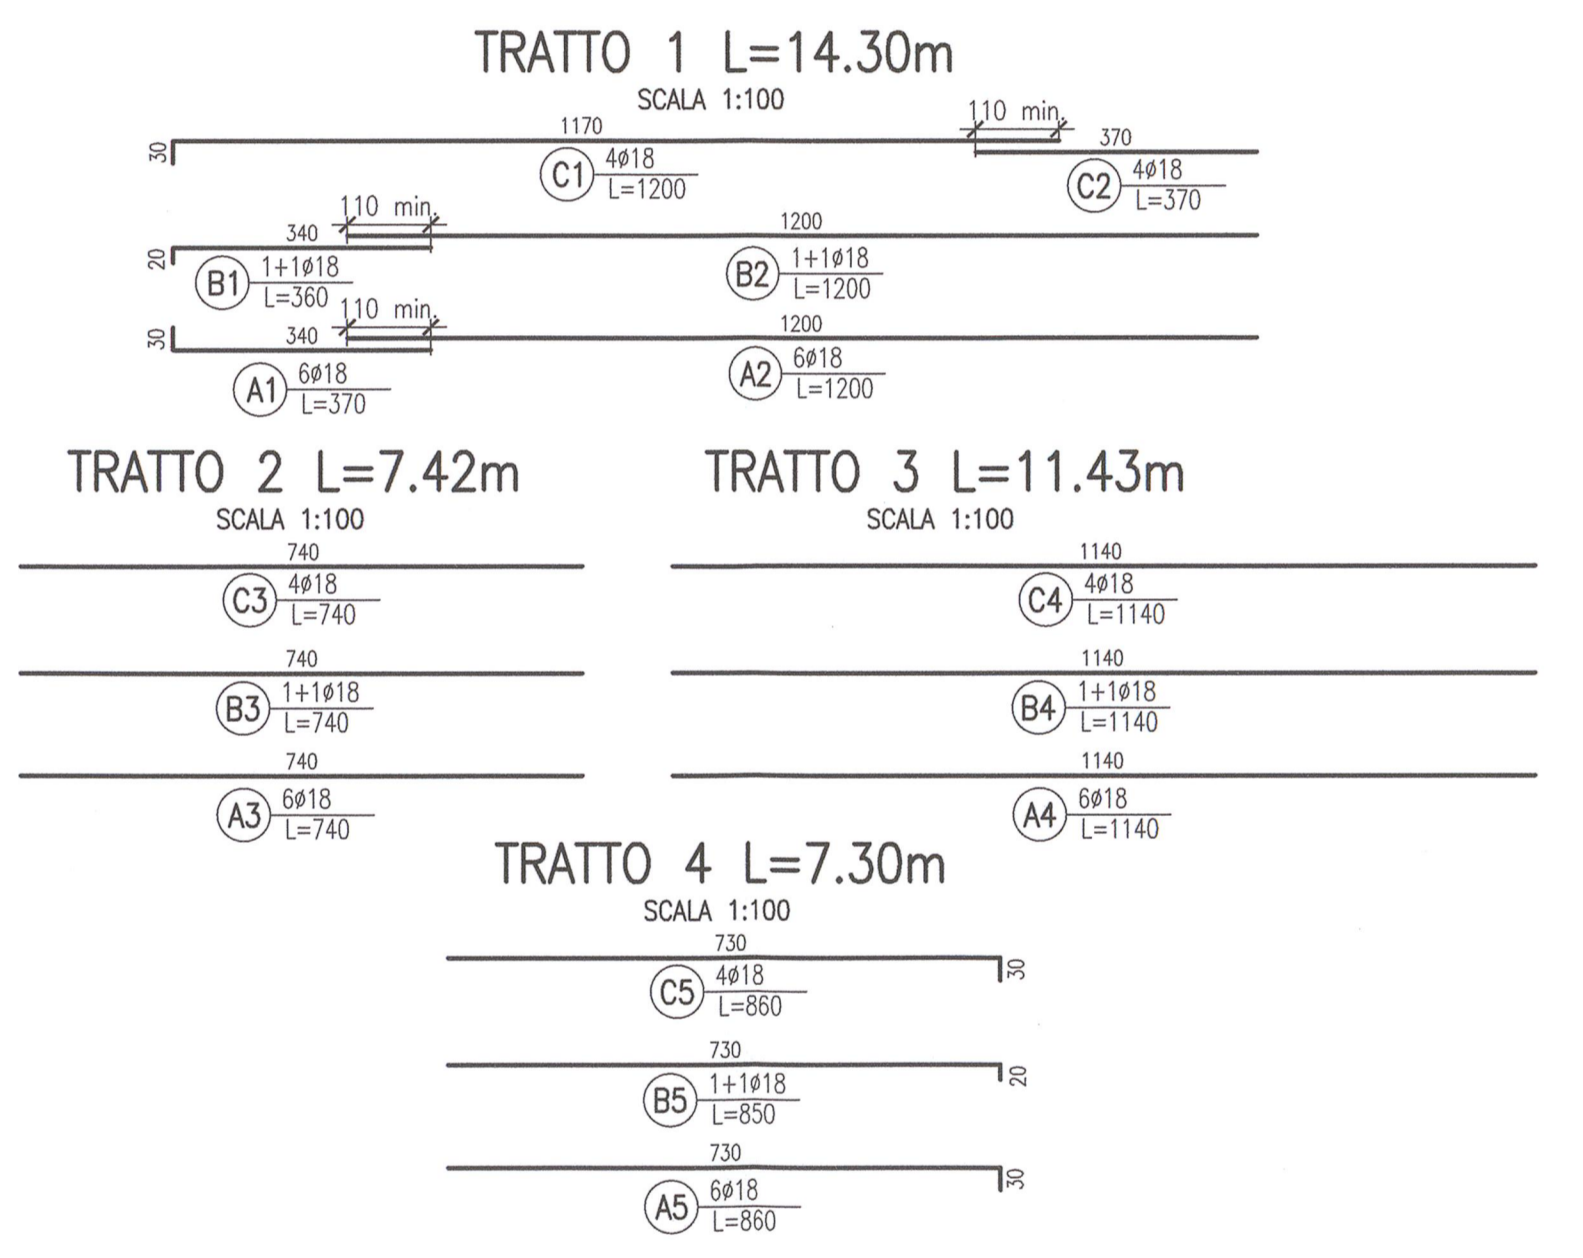 TRATTO 1 L=14.30m
SCALA 1:100
110 min.
1170
370
30
C1
4ø18
L=1200
C2
4ø18
L=370
110 min.
340
1200
20
B1
1+1ø18
L=360
B2
1+1ø18
L=1200
110 min.
340
1200
30
A1
6ø18
L=370
A2
6ø18
L=1200
TRATTO 2 L=7.42m
SCALA 1:100
740
C3
4ø18
L=740
740
B3
1+1ø18
L=740
740
A3
6ø18
L=740
TRATTO 3 L=11.43m
SCALA 1:100
1140
C4
4ø18
L=1140
1140
B4
1+1ø18
L=1140
1140
A4
6ø18
L=1140
TRATTO 4 L=7.30m
SCALA 1:100
730
30
C5
4ø18
L=860
730
20
B5
1+1ø18
L=850
730
30
A5
6ø18
L=860